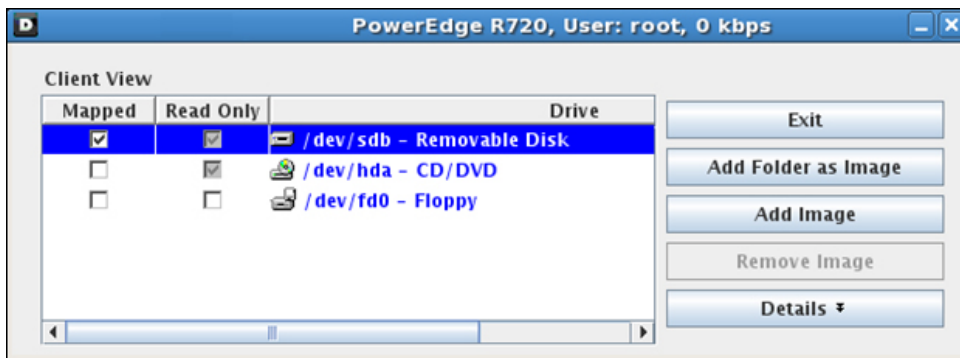 D PowerEdge R720, User: root, 0 kbps
Client View
Mapped Read Only Drive
/dev/sdb - Removable Disk
/dev/hda - CD/DVD
/dev/fd0 - Floppy
Exit
Add Folder as Image
Add Image
Remove Image
Details